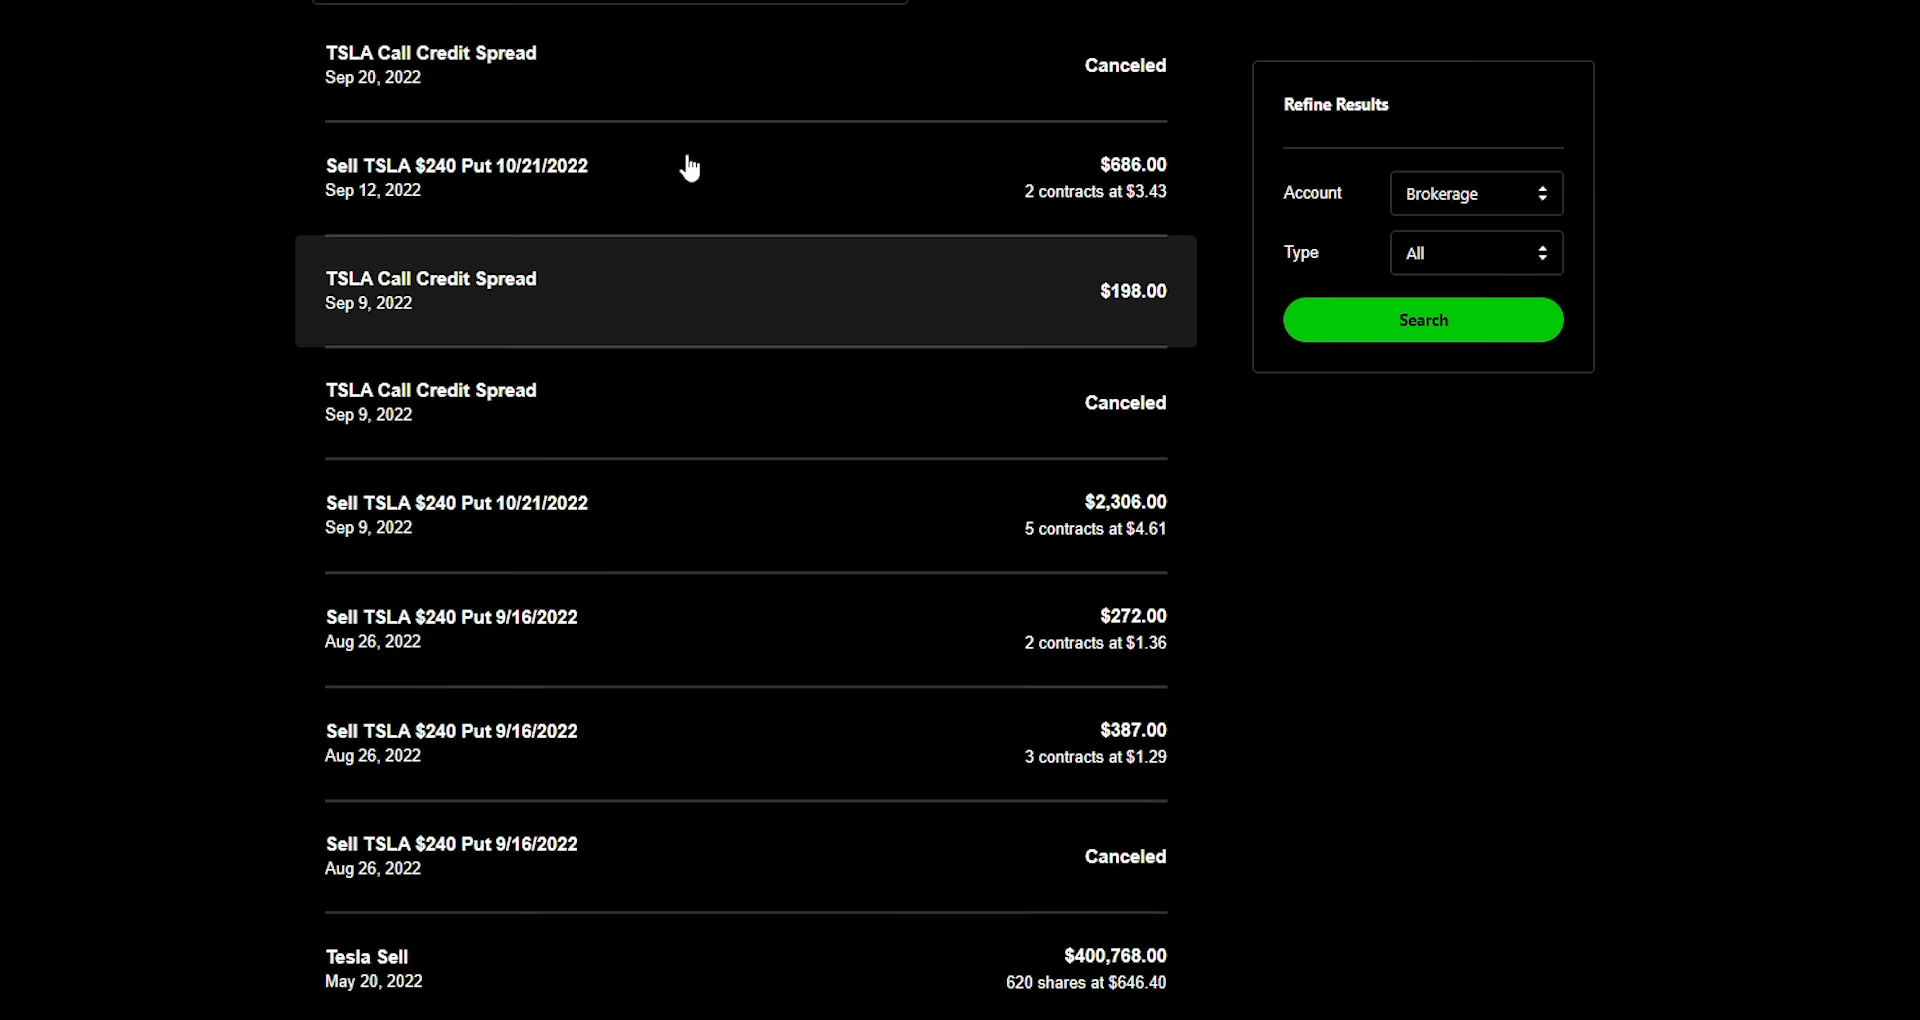 TSLA Call Credit Spread
Sep 20, 2022
Canceled
Sell TSLA $240 Put 10/21/2022
Sep 12, 2022
$686.00
2 contracts at $3.43
TSLA Call Credit Spread
Sep 9, 2022
$198.00
TSLA Call Credit Spread
Sep 9, 2022
Canceled
Sell TSLA $240 Put 10/21/2022
Sep 9, 2022
$2,306.00
5 contracts at $4.61
Sell TSLA $240 Put 9/16/2022
Aug 26, 2022
$272.00
2 contracts at $1.36
Sell TSLA $240 Put 9/16/2022
Aug 26, 2022
$387.00
3 contracts at $1.29
Sell TSLA $240 Put 9/16/2022
Aug 26, 2022
Canceled
Tesla Sell
May 20, 2022
$400,768.00
620 shares at $646.40
Refine Results
Account
Brokerage
Type
All
Search